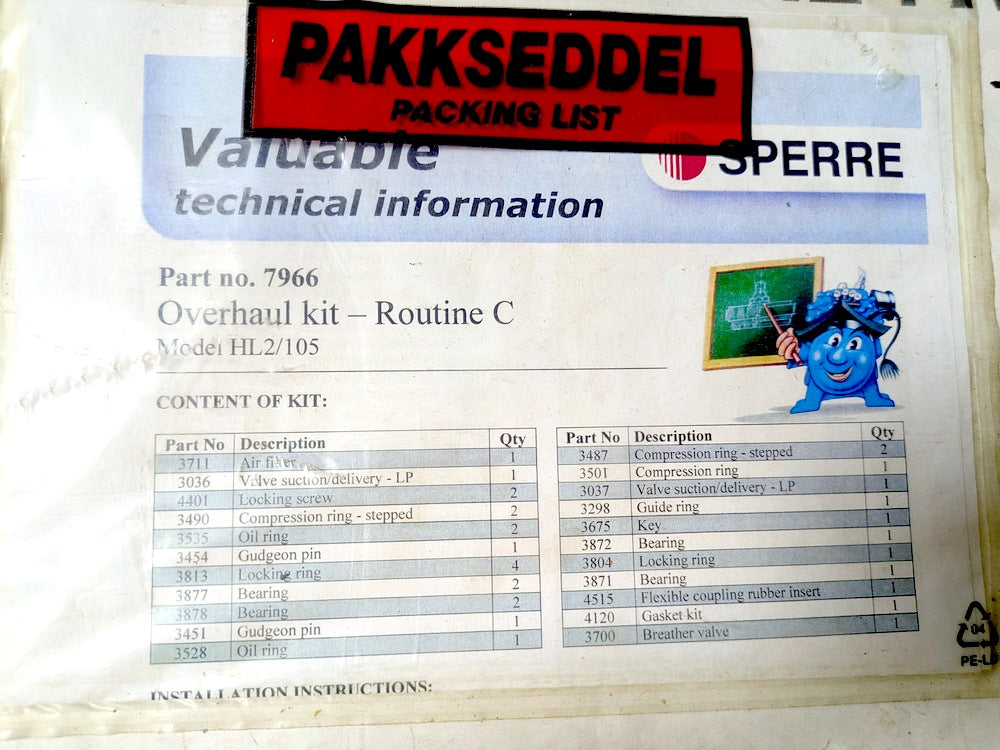 PAKKSEDDEL
PACKING LIST
Valuable
technical information
SPERRE
Part no. 7966
Overhaul kit – Routine C
Model HL2/105
CONTENT OF KIT:
Part No Description Qty
3711 Air filter 1
3036 Valve suction/delivery - LP 1
4401 Locking screw 2
3490 Compression ring - stepped 2
3535 Oil ring 2
3454 Gudgeon pin 1
3813 Locking ring 4
3877 Bearing 2
3878 Bearing 2
3451 Gudgeon pin 1
3528 Oil ring 1
Part No Description Qty
3487 Compression ring - stepped 2
3501 Compression ring 1
3037 Valve suction/delivery - LP 1
3298 Guide ring 1
3675 Key 1
3872 Bearing 1
3804 Locking ring 1
3871 Bearing 1
4515 Flexible coupling rubber insert 1
4120 Gasket kit 1
3700 Breather valve 1
INSTALLATION INSTRUCTIONS:
04